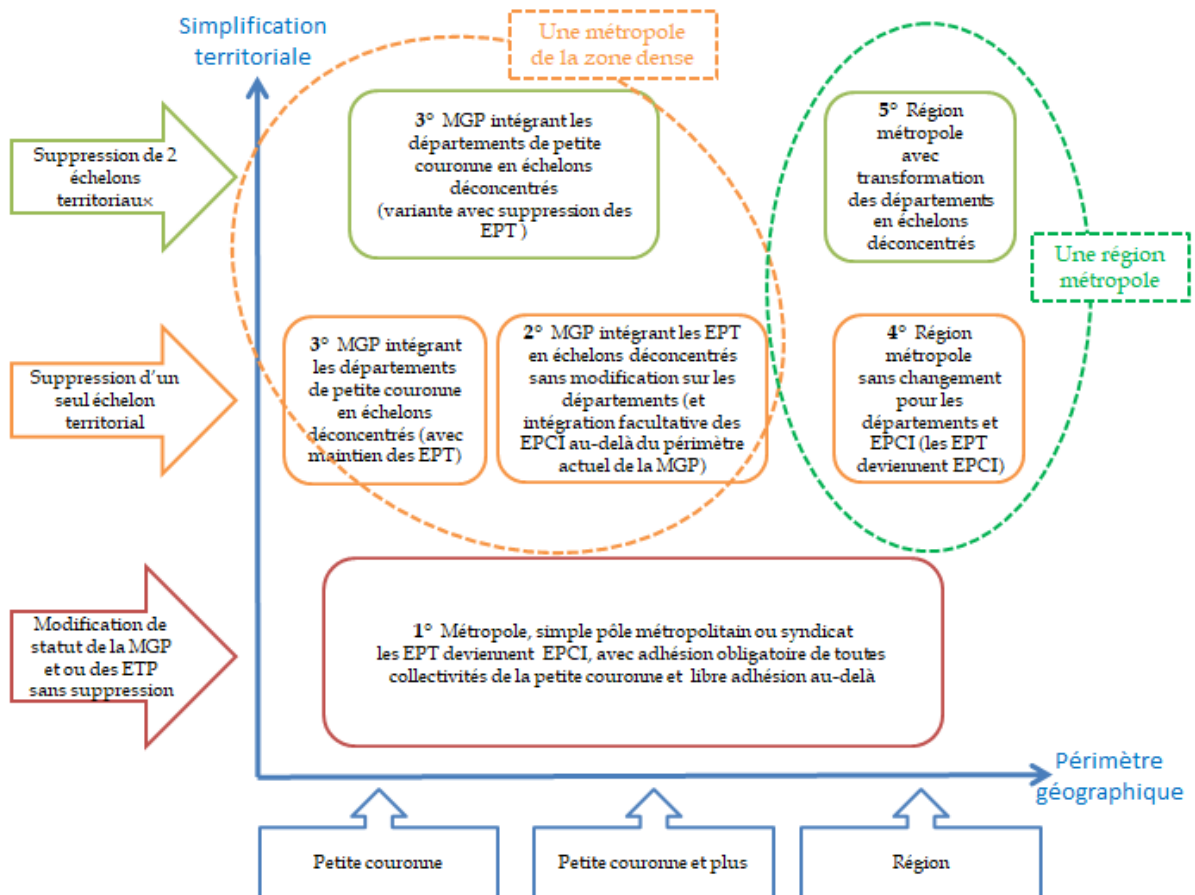 Simplification
territoriale
Une métropole
de la zone dense
Suppression de 2
échelons
territoriaux
3° MGP intégrant les
départements de petite
couronne en échelons
déconcentrés
(variante avec suppression des
EPT )
5° Région
métropole
avec
transformation
des départements
en échelons
déconcentrés
Une région
métropole
Suppression d'un
seul échelon
territorial
3° MGP intégrant
les départements
de petite couronne
en échelons
déconcentrés (avec
maintien des EPT)
2° MGP intégrant les EPT
en échelons déconcentrés
sans modification sur les
départements (et
intégration facultative des
EPCI au-delà du périmètre
actuel de la MGP)
4° Région
métropole
sans changement
pour les
départements et
EPCI (les EPT
deviennent EPCI)
Modification de
statut de la MGP
et ou des ETP
sans suppression
1° Métropole, simple pôle métropolitain ou syndicat
les EPT deviennent EPCI, avec adhésion obligatoire de toutes
collectivités de la petite couronne et libre adhésion au-delà
Périmètre
géographique
Petite couronne
Petite couronne et plus
Région